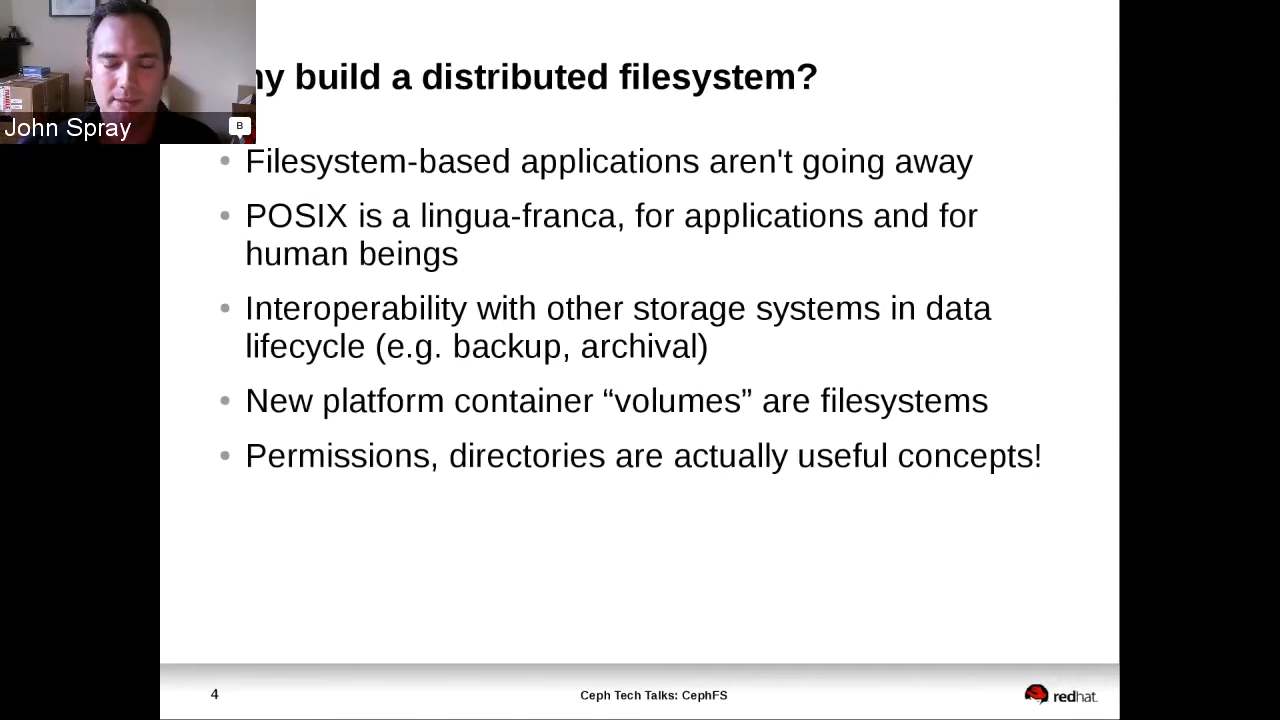 hy build a distributed filesystem?
John Spray
B
Filesystem-based applications aren't going away
POSIX is a lingua-franca, for applications and for
human beings
Interoperability with other storage systems in data
lifecycle (e.g. backup, archival)
New platform container “volumes” are filesystems
Permissions, directories are actually useful concepts!
4
Ceph Tech Talks: CephFS
redhat.